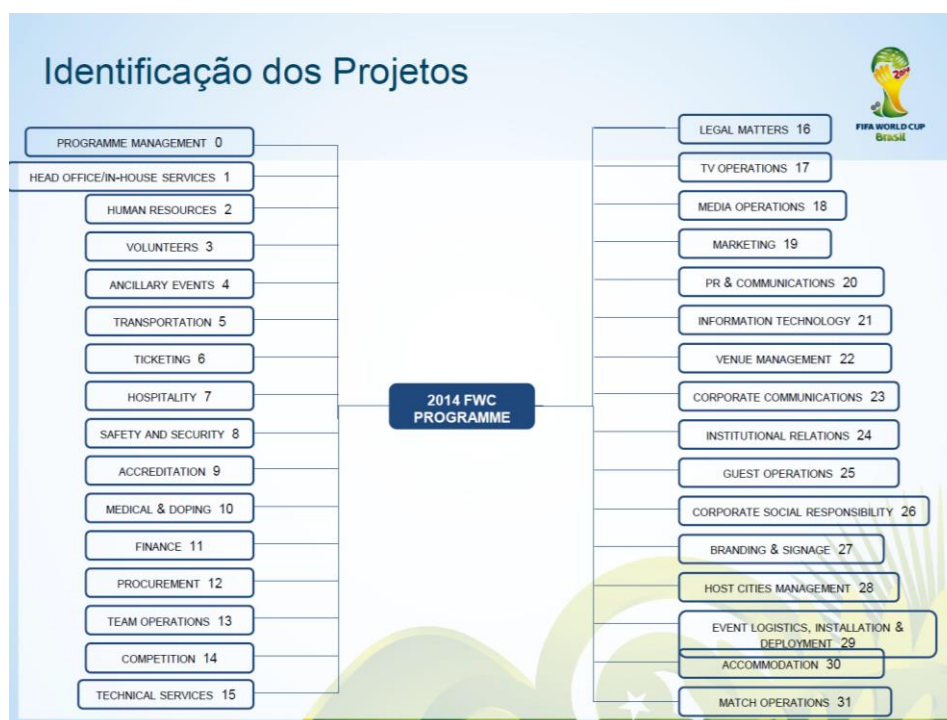 Identificação dos Projetos
2014
FIFA WORLD CUP
Brasil
PROGRAMME MANAGEMENT 0
HEAD OFFICE/IN-HOUSE SERVICES 1
HUMAN RESOURCES 2
VOLUNTEERS 3
ANCILLARY EVENTS 4
TRANSPORTATION 5
TICKETING 6
HOSPITALITY 7
SAFETY AND SECURITY 8
ACCREDITATION 9
MEDICAL & DOPING 10
FINANCE 11
PROCUREMENT 12
TEAM OPERATIONS 13
COMPETITION 14
TECHNICAL SERVICES 15
2014 FWC
PROGRAMME
LEGAL MATTERS 16
TV OPERATIONS 17
MEDIA OPERATIONS 18
MARKETING 19
PR & COMMUNICATIONS 20
INFORMATION TECHNOLOGY 21
VENUE MANAGEMENT 22
CORPORATE COMMUNICATIONS 23
INSTITUTIONAL RELATIONS 24
GUEST OPERATIONS 25
CORPORATE SOCIAL RESPONSIBILITY 26
BRANDING & SIGNAGE 27
HOST CITIES MANAGEMENT 28
EVENT LOGISTICS, INSTALLATION &
DEPLOYMENT 29
ACCOMMODATION 30
MATCH OPERATIONS 31